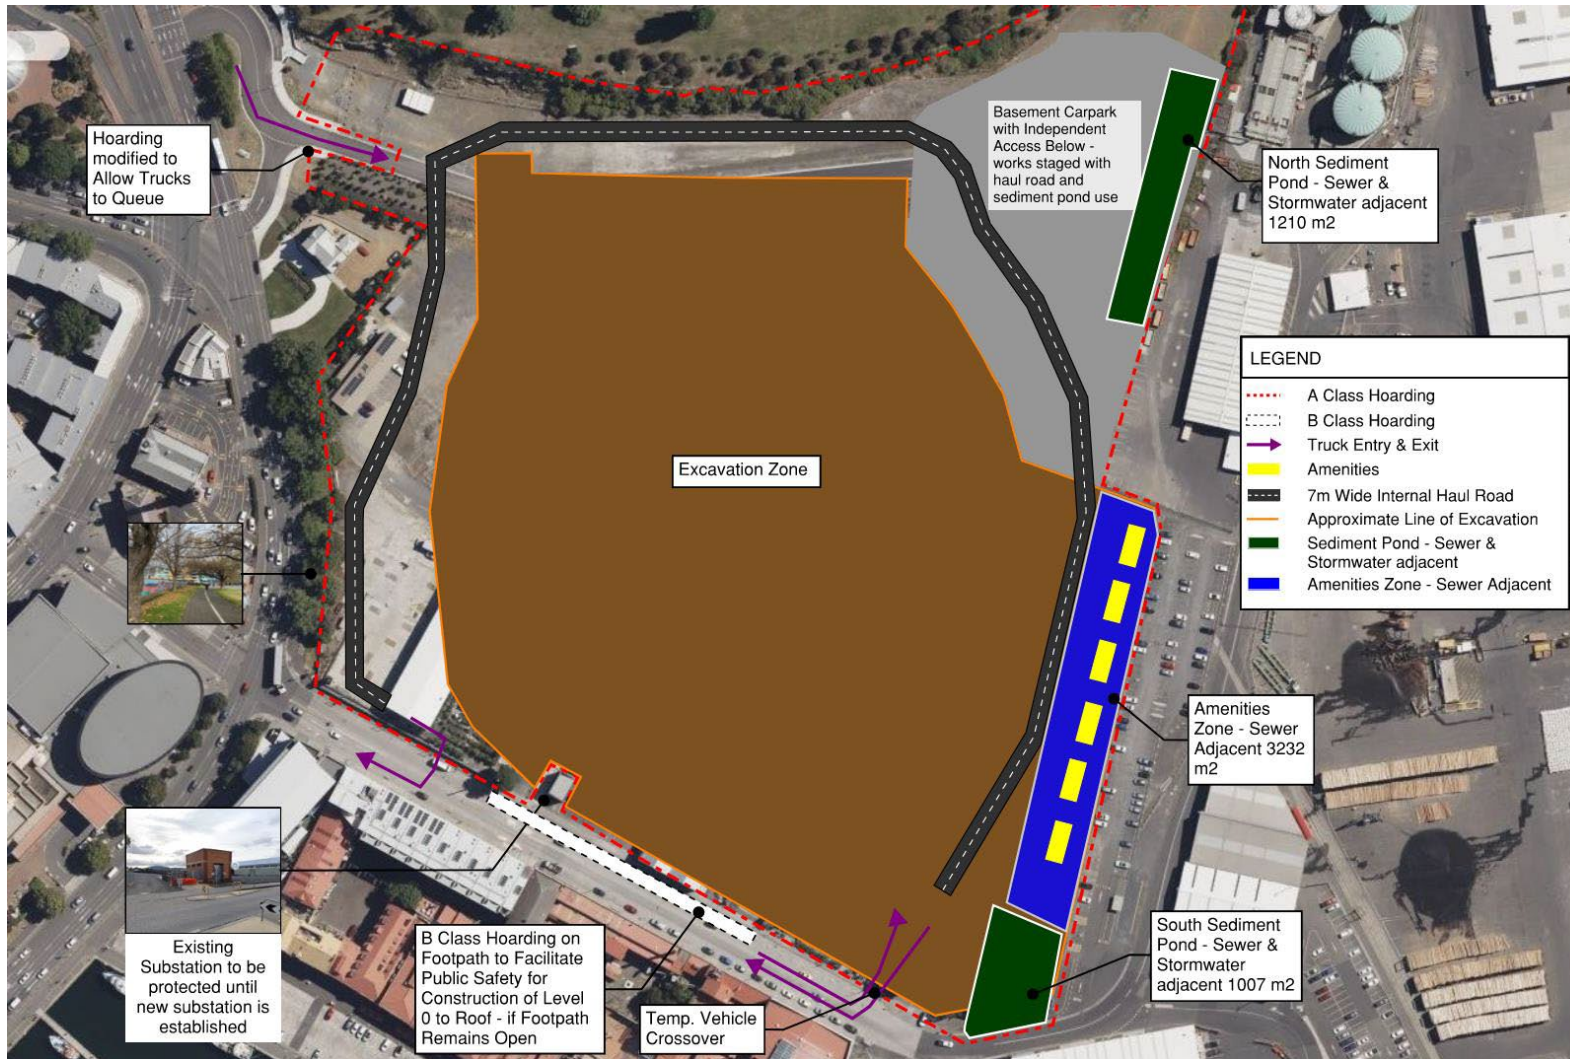 Hoarding
modified to
Allow Trucks
to Queue
Basement Carpark
with Independent
Access Below -
works staged with
haul road and
sediment pond use
North Sediment
Pond - Sewer &
Stormwater adjacent
1210 m2
LEGEND
A Class Hoarding
B Class Hoarding
Truck Entry & Exit
Amenities
7m Wide Internal Haul Road
Approximate Line of Excavation
Sediment Pond - Sewer &
Stormwater adjacent
Amenities Zone - Sewer Adjacent
Excavation Zone
Amenities
Zone - Sewer
Adjacent 3232
m2
Existing
Substation to be
protected until
new substation is
established
B Class Hoarding on
Footpath to Facilitate
Public Safety for
Construction of Level
0 to Roof - if Footpath
Remains Open
Temp. Vehicle
Crossover
South Sediment
Pond - Sewer &
Stormwater
adjacent 1007 m2